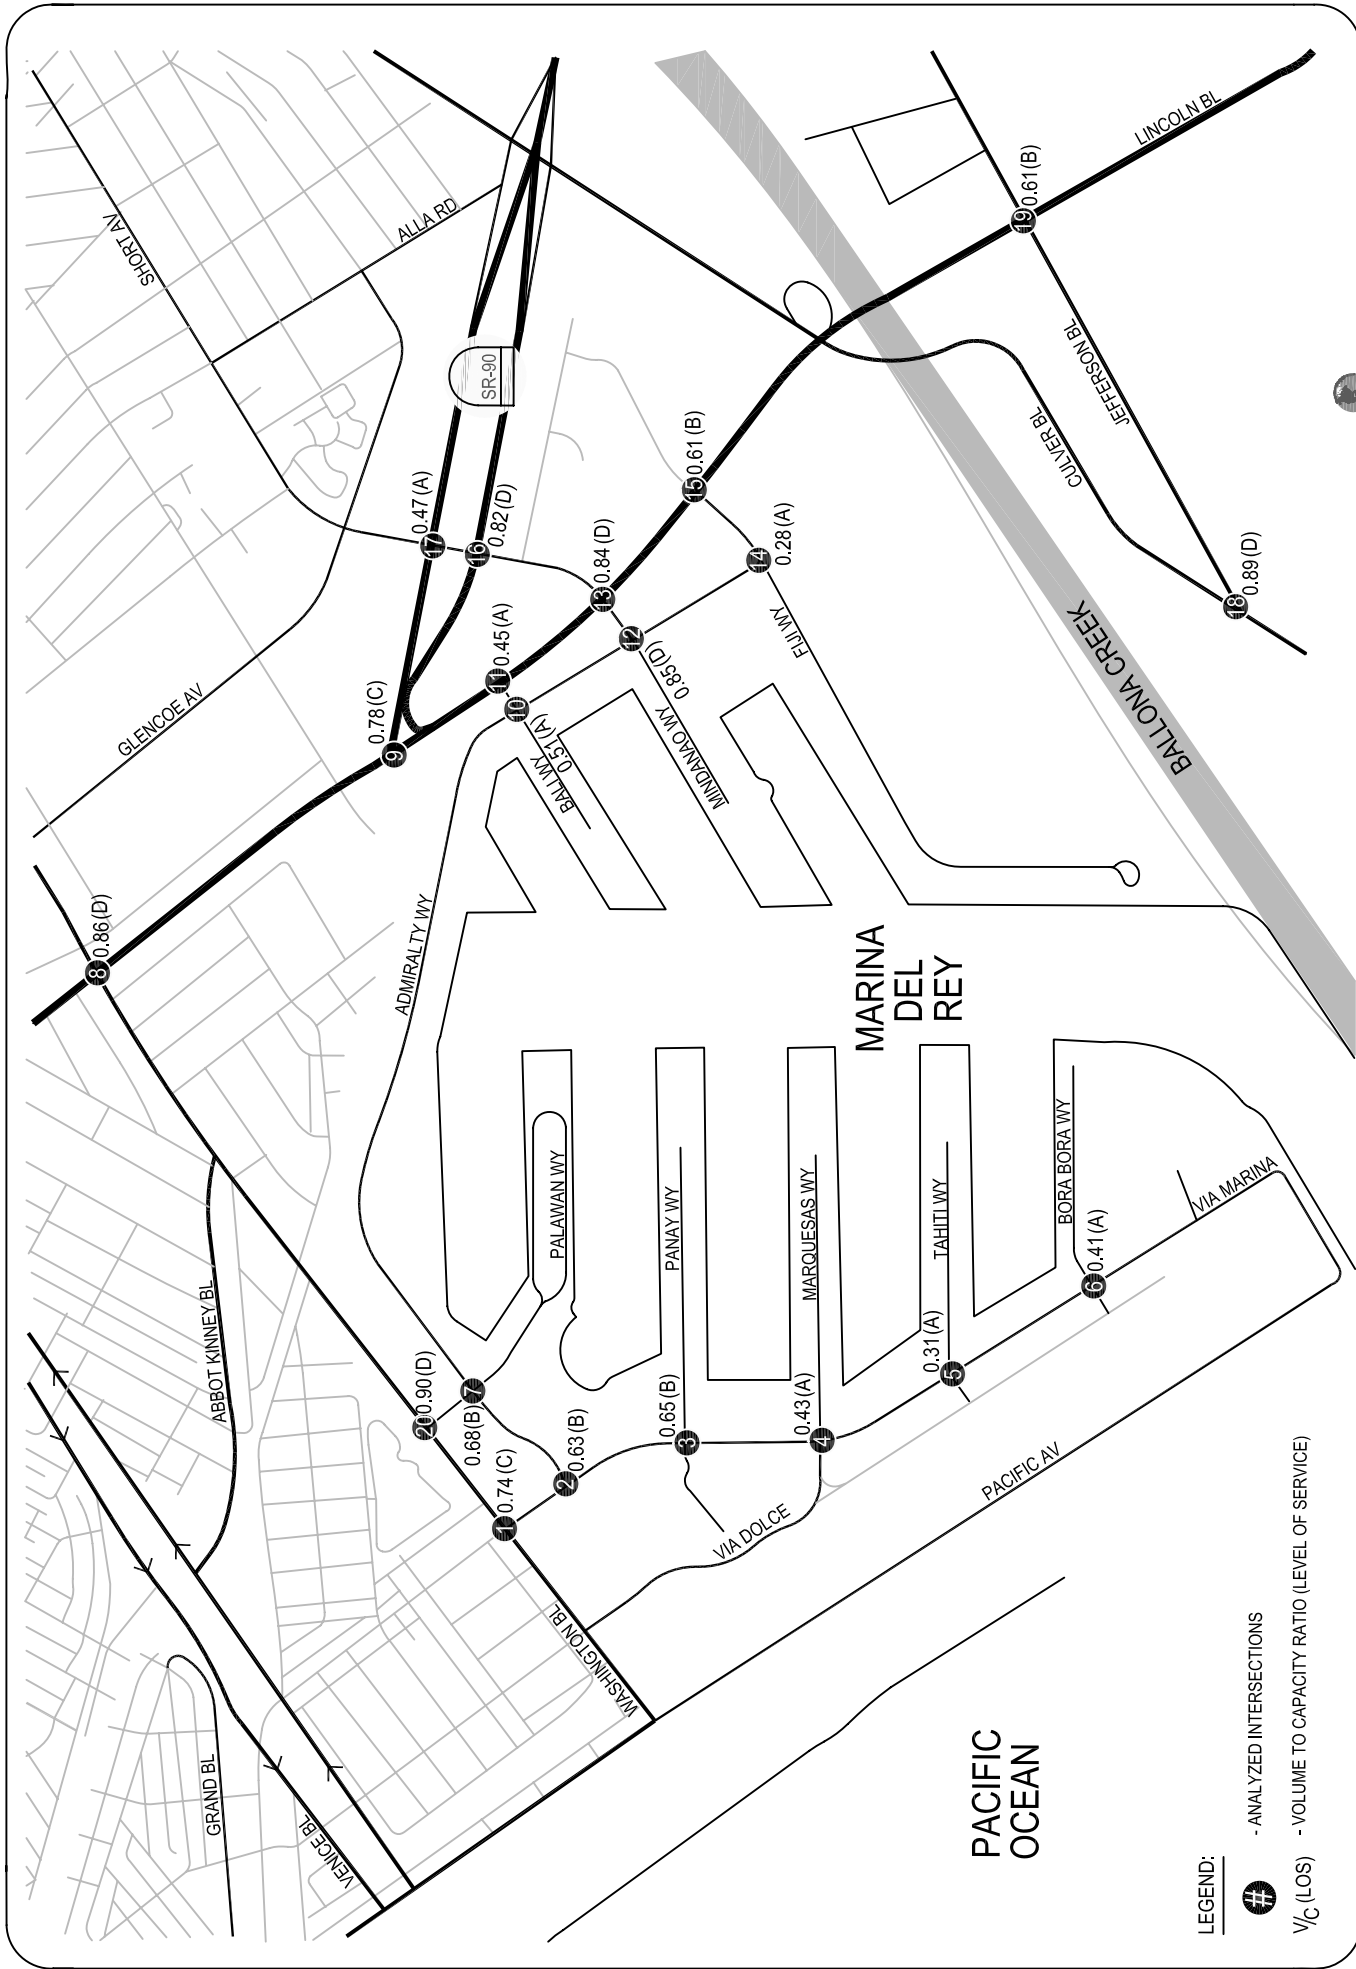 SHORT AV
ALLA RD
SR-90
GLENCOE AV
LINCOLN BL
JEFFERSON BL
CULVER BL
BALLONA CREEK
FIJI WY
MINDANAO WY
BALI WY
ADMIRALTY WY
MARINA
DEL
REY
ABBOT KINNEY BL
PALAWAN WY
PANAY WY
MARQUESAS WY
TAHITI WY
BORA BORA WY
VIA MARINA
VIA DOLCE
PACIFIC AV
WASHINGTON BL
GRAND BL
VENICE BL
PACIFIC
OCEAN
1 0.74 (C)
2 0.63 (B)
3 0.65 (B)
4 0.43 (A)
5 0.31 (A)
6 0.41 (A)
7 0.68 (B)
8 0.86 (D)
9 0.78 (C)
10 0.51 (A)
11 0.45 (A)
12 0.85 (D)
13 0.84 (D)
14 0.28 (A)
15 0.61 (B)
16 0.82 (D)
17 0.47 (A)
18 0.89 (D)
19 0.61 (B)
20 0.90 (D)
LEGEND:
# - ANALYZED INTERSECTIONS
V/C (LOS) - VOLUME TO CAPACITY RATIO (LEVEL OF SERVICE)